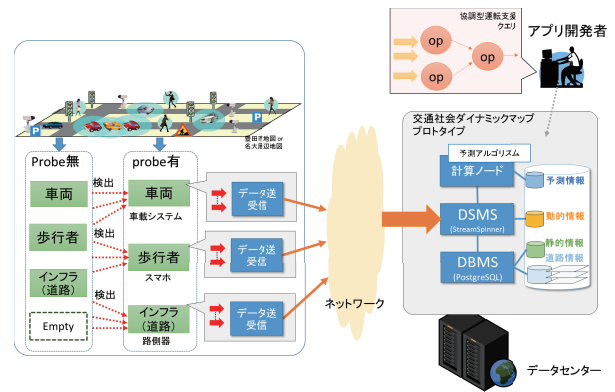 協調型運転支援
クエリ
op
op
op
アプリ開発者
P
P
豊田市地図 or
名大周辺地図
Probe無
probe有
車両
歩行者
インフラ
(道路)
Empty
検出
検出
検出
車両
車載システム
歩行者
スマホ
インフラ
(道路)
路側器
データ送
受信
データ送
受信
データ送
受信
ネットワーク
交通社会ダイナミックマップ
プロトタイプ
予測アルゴリズム
計算ノード
DSMS
(StreamSpinner)
DBMS
(PostgreSQL)
予測情報
動的情報
静的情報
道路情報
データセンター